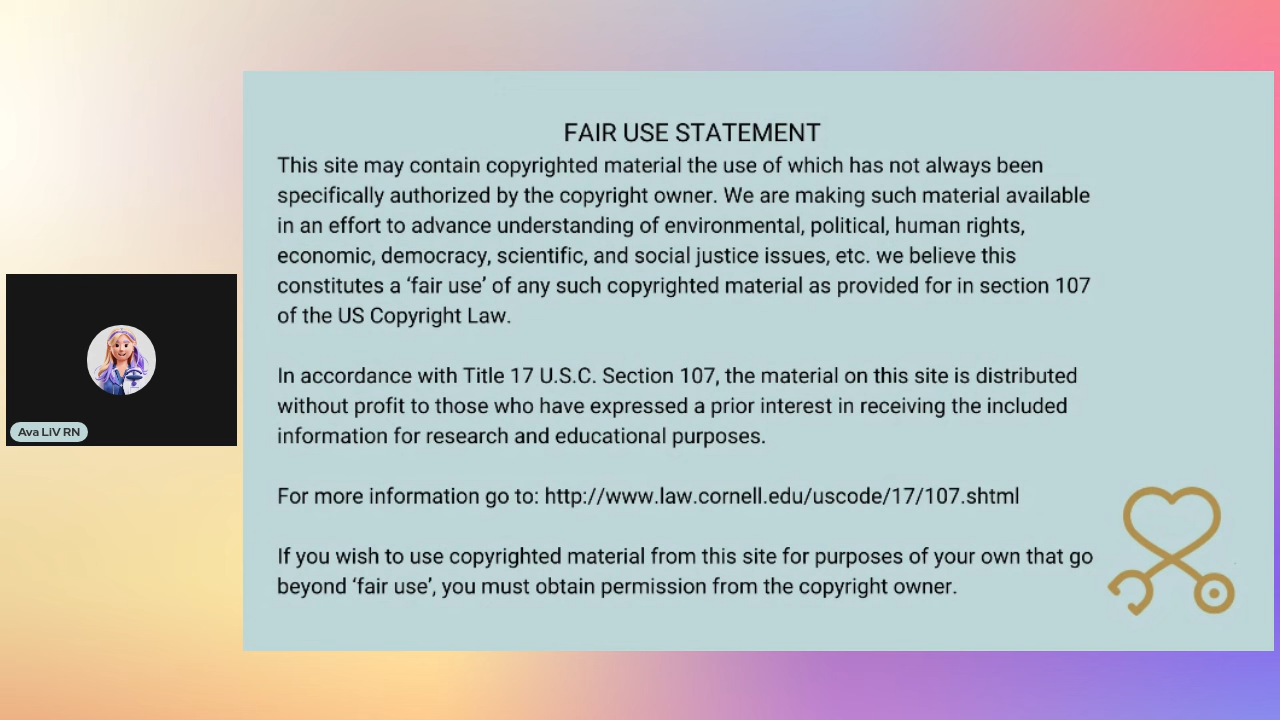 FAIR USE STATEMENT
This site may contain copyrighted material the use of which has not always been
specifically authorized by the copyright owner. We are making such material available
in an effort to advance understanding of environmental, political, human rights,
economic, democracy, scientific, and social justice issues, etc. we believe this
constitutes a ‘fair use’ of any such copyrighted material as provided for in section 107
of the US Copyright Law.
In accordance with Title 17 U.S.C. Section 107, the material on this site is distributed
without profit to those who have expressed a prior interest in receiving the included
information for research and educational purposes.
For more information go to: http://www.law.cornell.edu/uscode/17/107.shtml
If you wish to use copyrighted material from this site for purposes of your own that go
beyond ‘fair use’, you must obtain permission from the copyright owner.
Ava LiV RN